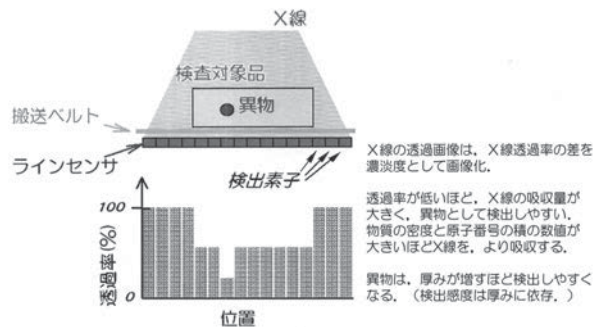 X線
検査対象品
異物
搬送ベルト
ラインセンサ
検出素子
X線の透過画像は，X線透過率の差を
濃淡度として画像化．
透過率が低いほど，X線の吸収量が
大きく，異物として検出しやすい．
物質の密度と原子番号の積の数値が
大きいほどX線を，より吸収する．
異物は，厚みが増すほど検出しやすく
なる．（検出感度は厚みに依存．）
100
透過率(%)
0
位置